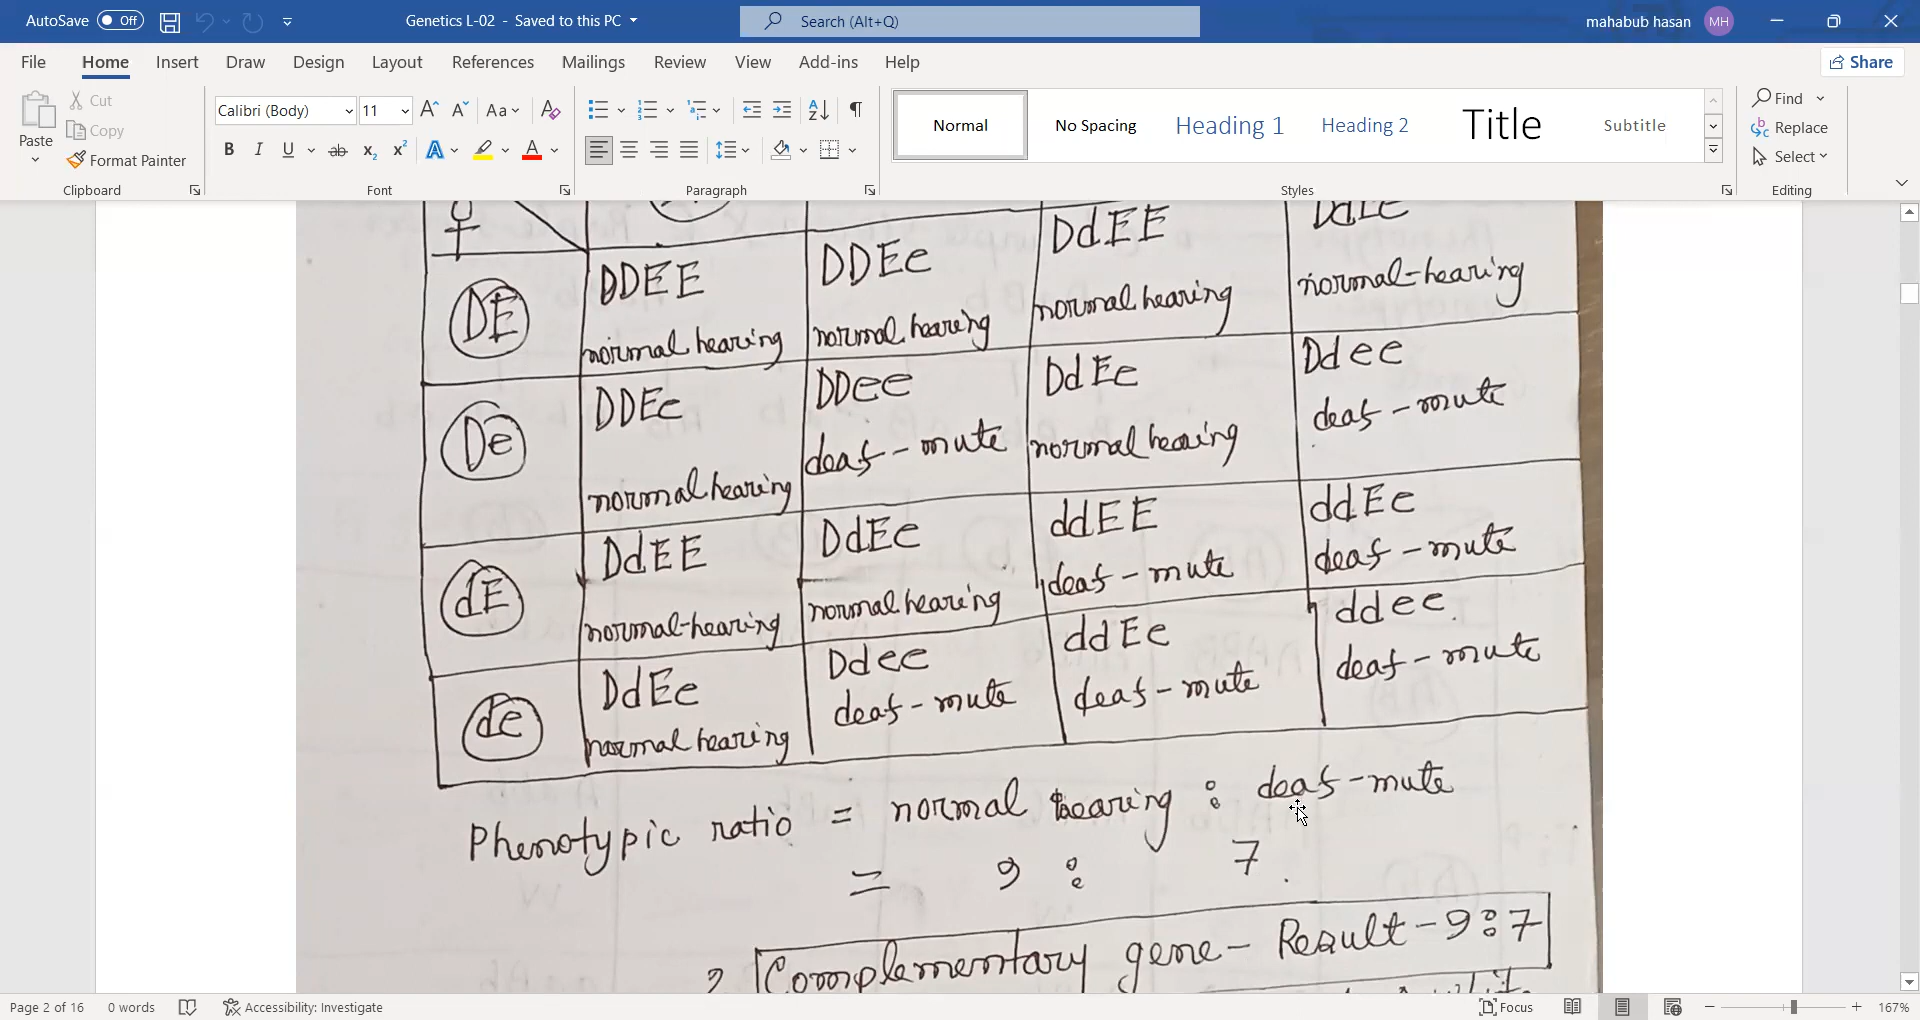 AutoSave Off Genetics L-02 - Saved to this PC Search (Alt+Q) mahabub hasan MH
File Home Insert Draw Design Layout References Mailings Review View Add-ins Help Share
Paste Cut Copy Format Painter
Calibri (Body) 11
Normal No Spacing Heading 1 Heading 2 Title Subtitle
Find Replace Select
Clipboard Font Paragraph Styles Editing
DE DDEE DDEe DdEE DdEe
normal hearing normal hearing normal hearing normal-hearing
De DDEe DDee DdEe Ddee
normal hearing deaf-mute normal hearing deaf-mute
dE DdEE DdEe ddEE ddEe
normal-hearing normal hearing deaf-mute deaf-mute
de DdEe Ddee ddEe ddee
normal hearing deaf-mute deaf-mute deaf-mute
Phenotypic ratio = normal hearing : deaf-mute
= 9 : 7
Complementary gene- Result-9:7
Page 2 of 16 0 words Accessibility: Investigate Focus 167%